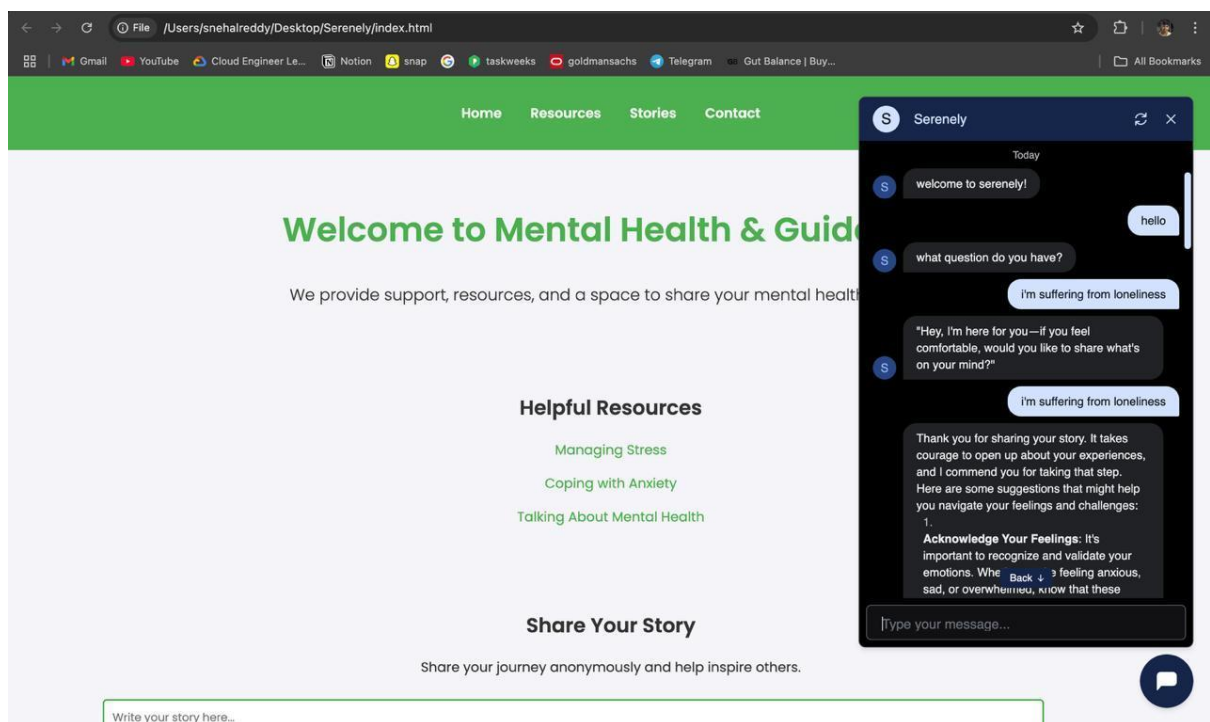 File /Users/snehalreddy/Desktop/Serenely/index.html
Gmail YouTube Cloud Engineer Le... Notion snap taskweeks goldmansachs Telegram Gut Balance | Buy... All Bookmarks
Home Resources Stories Contact
Welcome to Mental Health & Guid
We provide support, resources, and a space to share your mental healt
Helpful Resources
Managing Stress
Coping with Anxiety
Talking About Mental Health
Share Your Story
Share your journey anonymously and help inspire others.
Write your story here...
S Serenely
Today
S welcome to serenely!
hello
S what question do you have?
i'm suffering from loneliness
"Hey, I'm here for you—if you feel
comfortable, would you like to share what's
S on your mind?"
i'm suffering from loneliness
Thank you for sharing your story. It takes
courage to open up about your experiences,
and I commend you for taking that step.
Here are some suggestions that might help
you navigate your feelings and challenges:
1.
Acknowledge Your Feelings: It's
important to recognize and validate your
emotions. feeling anxious,
sad, or overwhelmed, know that these
Back ↓
Type your message...